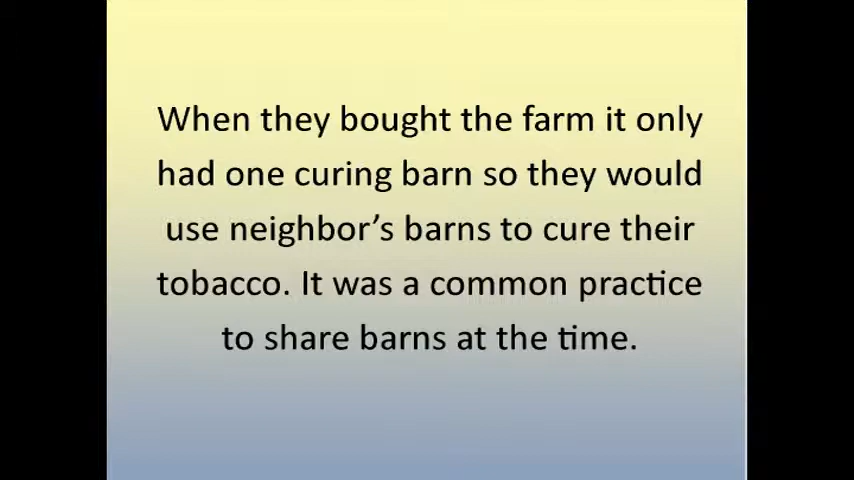 When they bought the farm it only
had one curing barn so they would
use neighbor’s barns to cure their
tobacco. It was a common practice
to share barns at the time.